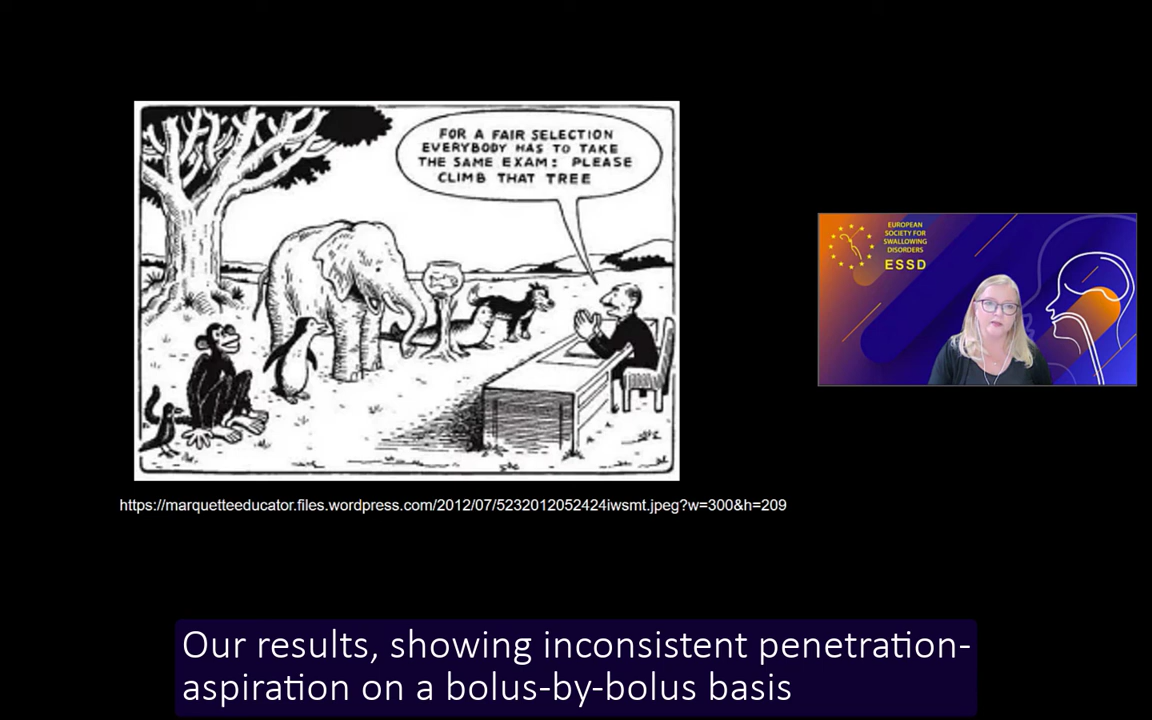 FOR A FAIR SELECTION
EVERYBODY HAS TO TAKE
THE SAME EXAM: PLEASE
CLIMB THAT TREE
EUROPEAN
SOCIETY FOR
SWALLOWING
DISORDERS
ESSD
https://marquetteeducator.files.wordpress.com/2012/07/5232012052424iwsmt.jpeg?w=300&h=209
Our results, showing inconsistent penetration-
aspiration on a bolus-by-bolus basis